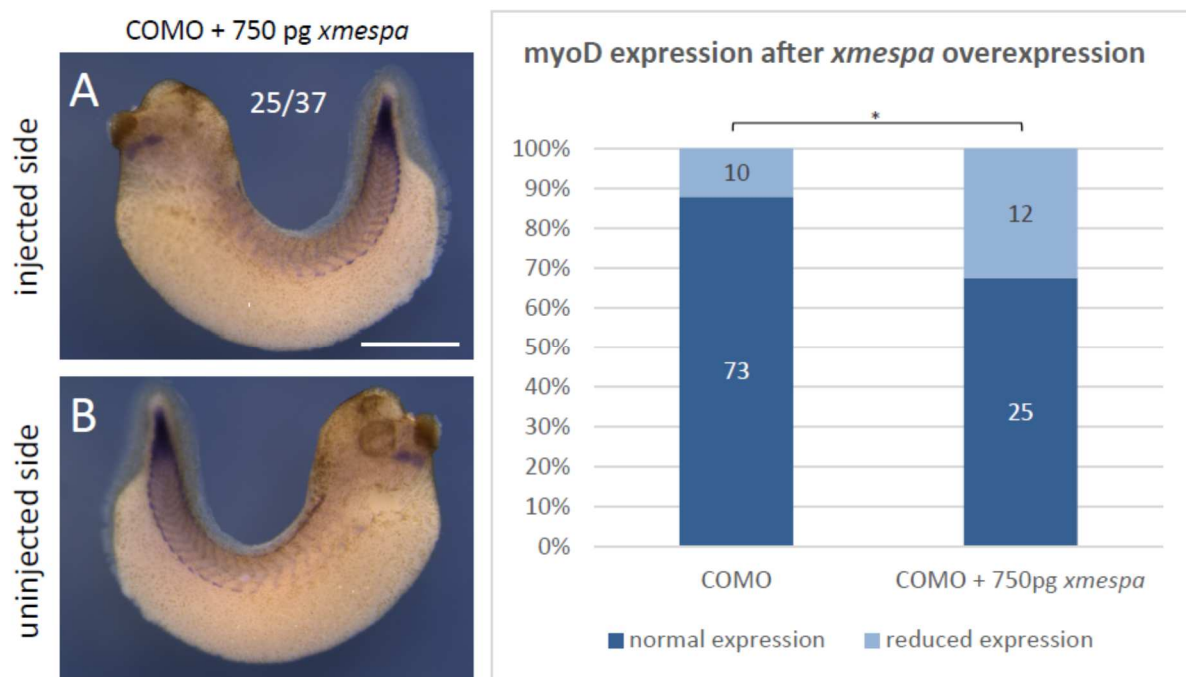 COMO + 750 pg xmespa
injected side
A
25/37
uninjected side
B
myoD expression after xmespa overexpression
*
100%
90%
80%
70%
60%
50%
40%
30%
20%
10%
0%
10
73
12
25
COMO
COMO + 750pg xmespa
normal expression
reduced expression